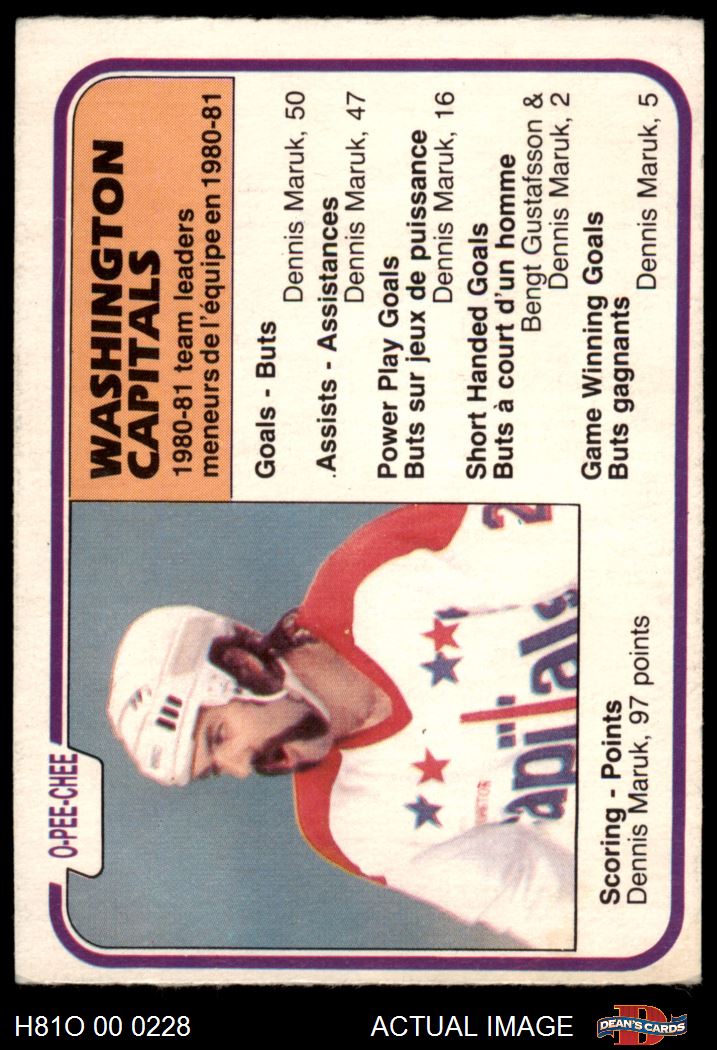 O-PEE-CHEE
WASHINGTON
CAPITALS
1980-81 team leaders
meneurs de l'équipe en 1980-81
Goals - Buts
Dennis Maruk, 50
Assists - Assistances
Dennis Maruk, 47
Power Play Goals
Buts sur jeux de puissance
Dennis Maruk, 16
Short Handed Goals
Buts à court d'un homme
Bengt Gustafsson &
Dennis Maruk, 2
Game Winning Goals
Buts gagnants
Dennis Maruk, 5
Scoring - Points
Dennis Maruk, 97 points
capitals
2
H81O 00 0228
ACTUAL IMAGE
D
DEAN'S CARDS